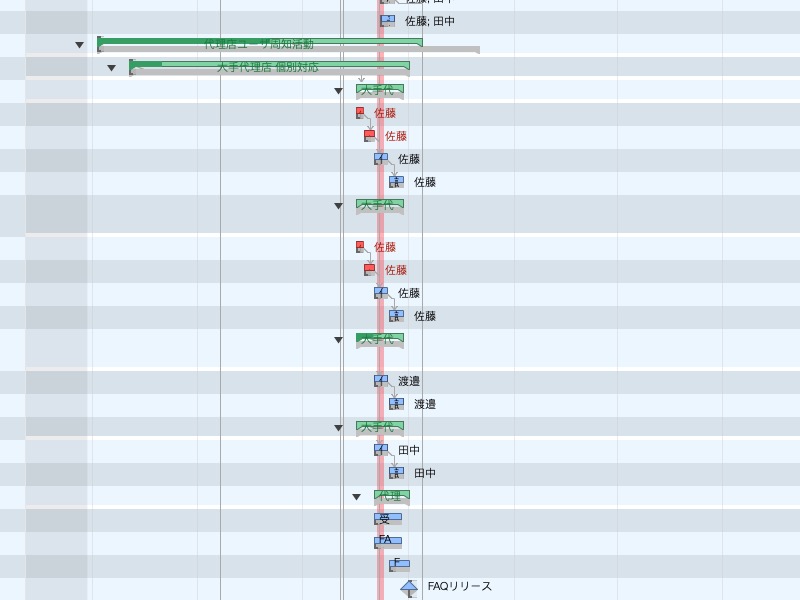 佐藤; 田中
佐藤; 田中
代理店ユーザ周知活動
大手代理店 個別対応
大手代
佐藤
佐藤
佐藤
佐藤
大手代
佐藤
佐藤
佐藤
佐藤
大手代
渡邉
渡邉
大手代
田中
田中
代理
受
FA
F
FAQリリース